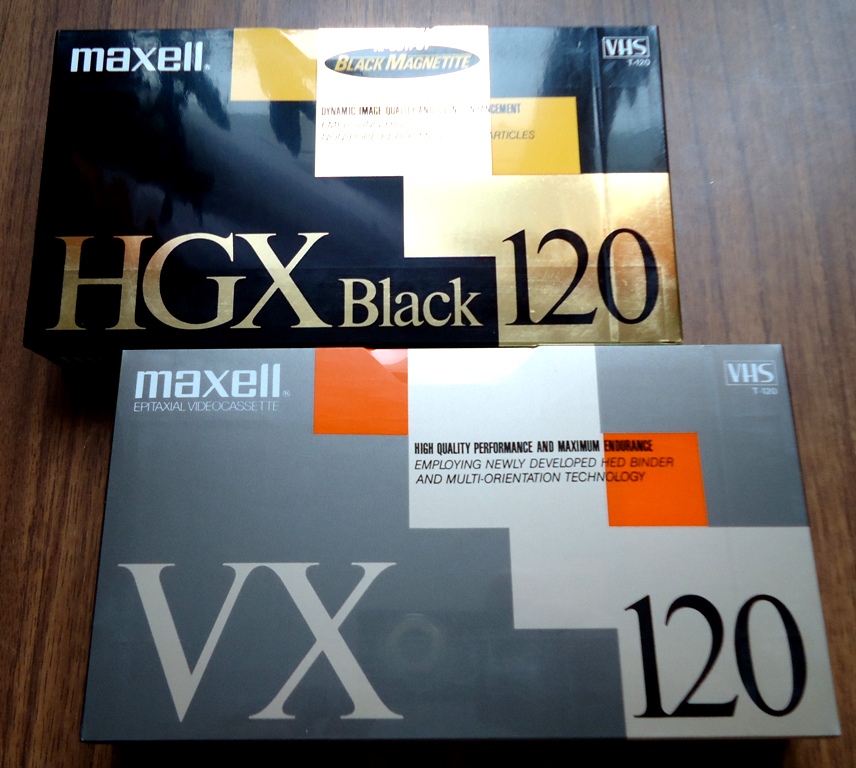 maxell®
BLACK MAGNETITE
VHS
T-120
DYNAMIC IMAGE QUALITY AND
PARTICLES
HGX Black 120
maxell®
EPITAXIAL VIDEOCASSETTE
VHS
T-120
HIGH QUALITY PERFORMANCE AND MAXIMUM ENDURANCE
EMPLOYING NEWLY DEVELOPED HED BINDER
AND MULTI-ORIENTATION TECHNOLOGY
VX 120